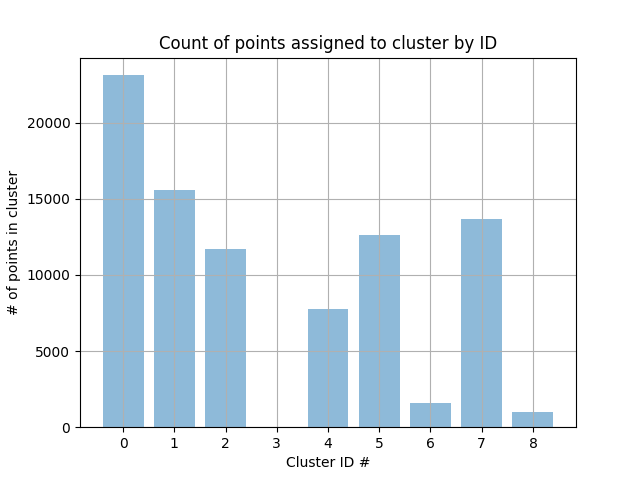 Count of points assigned to cluster by ID
# of points in cluster
20000
15000
10000
5000
0
0 1 2 3 4 5 6 7 8
Cluster ID #